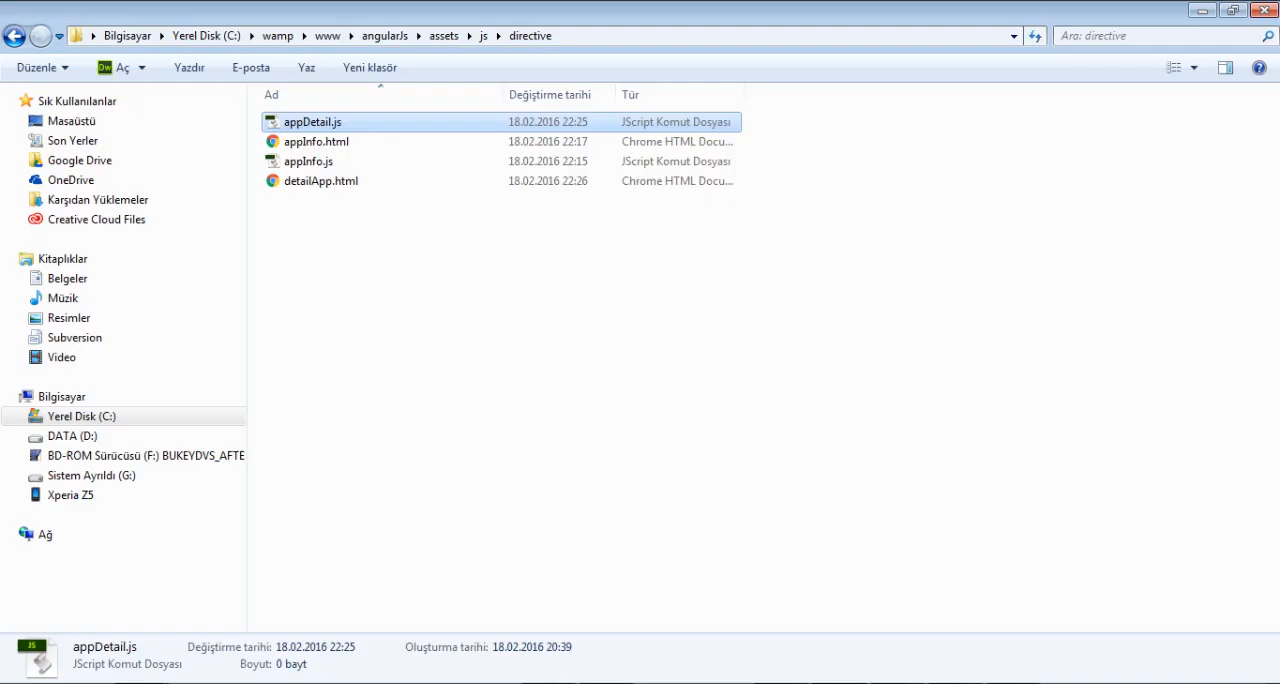 Bilgisayar Yerel Disk (C:) wamp www angularJs assets js directive Ara: directive
Düzenle Dw Aç Yazdır E-posta Yaz Yeni klasör
Ad Değiştirme tarihi Tür
appDetail.js 18.02.2016 22:25 JScript Komut Dosyası
appInfo.html 18.02.2016 22:17 Chrome HTML Docu...
appInfo.js 18.02.2016 22:15 JScript Komut Dosyası
detailApp.html 18.02.2016 22:26 Chrome HTML Docu...
Sık Kullanılanlar
Masaüstü
Son Yerler
Google Drive
OneDrive
Karşıdan Yüklemeler
Creative Cloud Files
Kitaplıklar
Belgeler
Müzik
Resimler
Subversion
Video
Bilgisayar
Yerel Disk (C:)
DATA (D:)
BD-ROM Sürücüsü (F:) BUKEYDVS_AFTE
Sistem Ayrıldı (G:)
Xperia Z5
Ağ
JS
appDetail.js Değiştirme tarihi: 18.02.2016 22:25 Oluşturma tarihi: 18.02.2016 20:39
JScript Komut Dosyası Boyut: 0 bayt